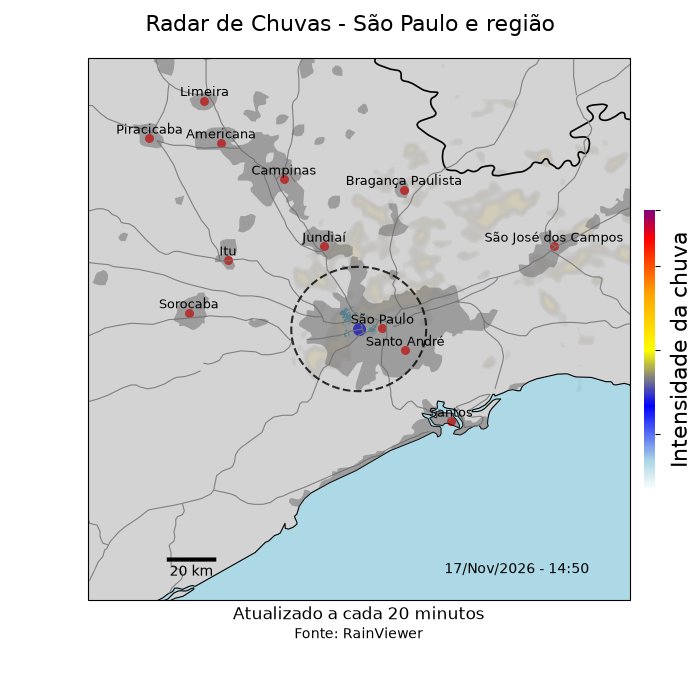 Radar de Chuvas - São Paulo e região
Limeira
Piracicaba
Americana
Campinas
Bragança Paulista
Jundiaí
São José dos Campos
Itu
Sorocaba
São Paulo
Santo André
Santos
Intensidade da chuva
20 km
17/Nov/2026 - 14:50
Atualizado a cada 20 minutos
Fonte: RainViewer